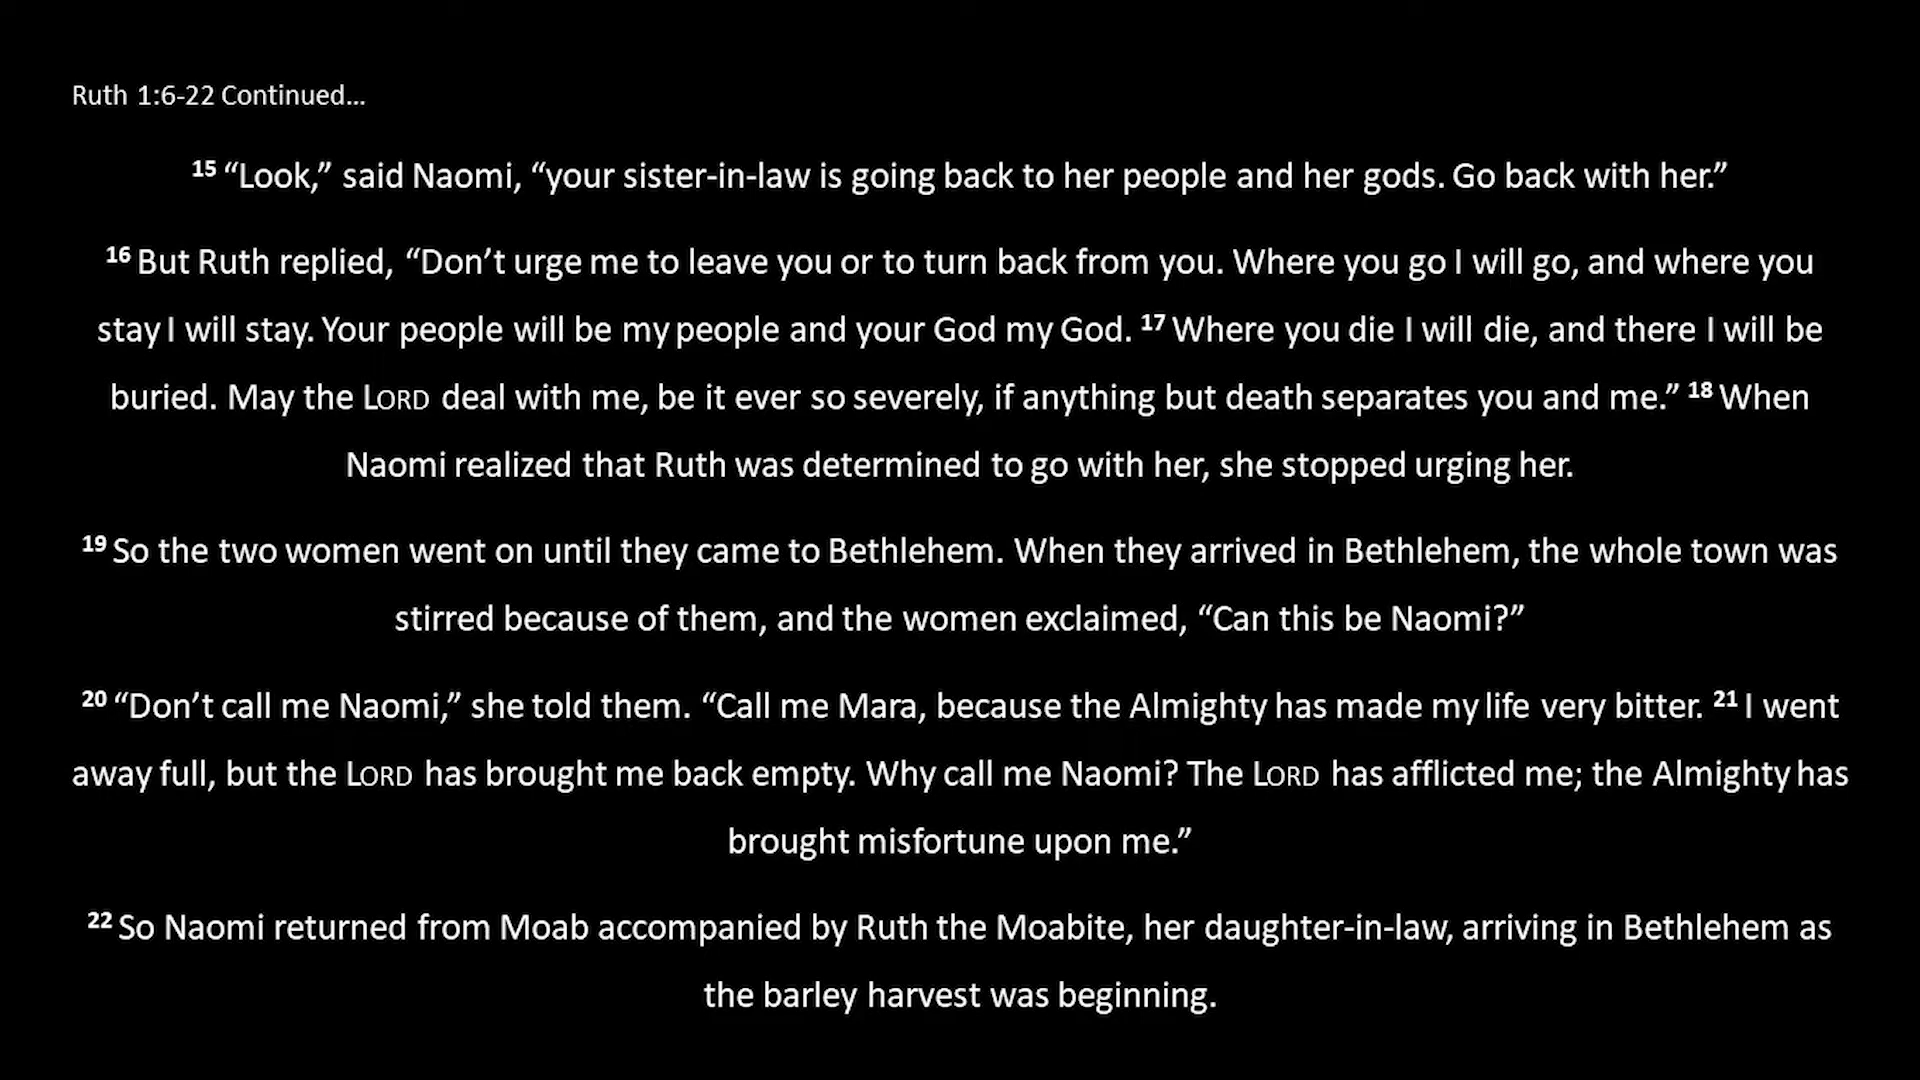 Ruth 1:6-22 Continued...
15 “Look,” said Naomi, “your sister-in-law is going back to her people and her gods. Go back with her.”
16 But Ruth replied, “Don’t urge me to leave you or to turn back from you. Where you go I will go, and where you
stay I will stay. Your people will be my people and your God my God. 17 Where you die I will die, and there I will be
buried. May the LORD deal with me, be it ever so severely, if anything but death separates you and me.” 18 When
Naomi realized that Ruth was determined to go with her, she stopped urging her.
19 So the two women went on until they came to Bethlehem. When they arrived in Bethlehem, the whole town was
stirred because of them, and the women exclaimed, “Can this be Naomi?”
20 “Don’t call me Naomi,” she told them. “Call me Mara, because the Almighty has made my life very bitter. 21 I went
away full, but the LORD has brought me back empty. Why call me Naomi? The LORD has afflicted me; the Almighty has
brought misfortune upon me.”
22 So Naomi returned from Moab accompanied by Ruth the Moabite, her daughter-in-law, arriving in Bethlehem as
the barley harvest was beginning.